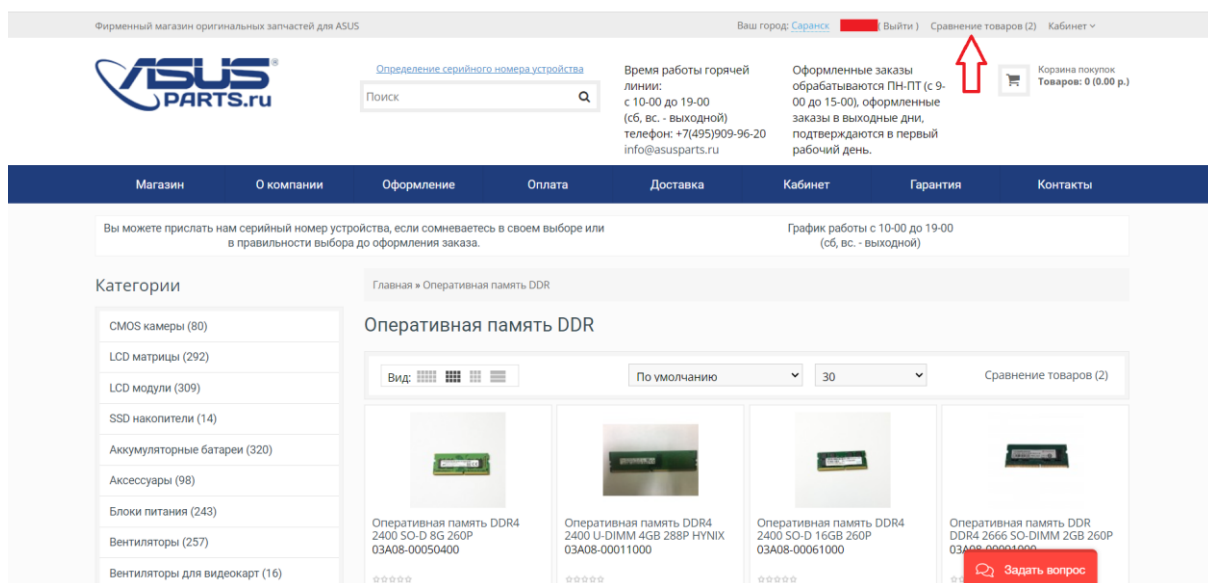 Фирменный магазин оригинальных запчастей для ASUS
Ваш город: Саранск ( Выйти ) Сравнение товаров (2) Кабинет
ASUS
PARTS.ru
Определение серийного номера устройства
Поиск
Время работы горячей
линии:
с 10-00 до 19-00
(сб, вс. - выходной)
телефон: +7(495)909-96-20
info@asusparts.ru
Оформленные заказы
обрабатываются ПН-ПТ (с 9-
00 до 15-00), оформленные
заказы в выходные дни,
подтверждаются в первый
рабочий день.
Корзина покупок
Товаров: 0 (0.00 р.)
Магазин О компании Оформление Оплата Доставка Кабинет Гарантия Контакты
Вы можете прислать нам серийный номер устройства, если сомневаетесь в своем выборе или
в правильности выбора до оформления заказа.
График работы с 10-00 до 19-00
(сб, вс. - выходной)
Категории
CMOS камеры (80)
LCD матрицы (292)
LCD модули (309)
SSD накопители (14)
Аккумуляторные батареи (320)
Аксессуары (98)
Блоки питания (243)
Вентиляторы (257)
Вентиляторы для видеокарт (16)
Главная » Оперативная память DDR
Оперативная память DDR
Вид: По умолчанию 30 Сравнение товаров (2)
Оперативная память DDR4
2400 SO-D 8G 260P
03A08-00050400
Оперативная память DDR4
2400 U-DIMM 4GB 288P HYNIX
03A08-00011000
Оперативная память DDR4
2400 SO-D 16GB 260P
03A08-00061000
Оперативная память DDR
DDR4 2666 SO-DIMM 2GB 260P
Задать вопрос